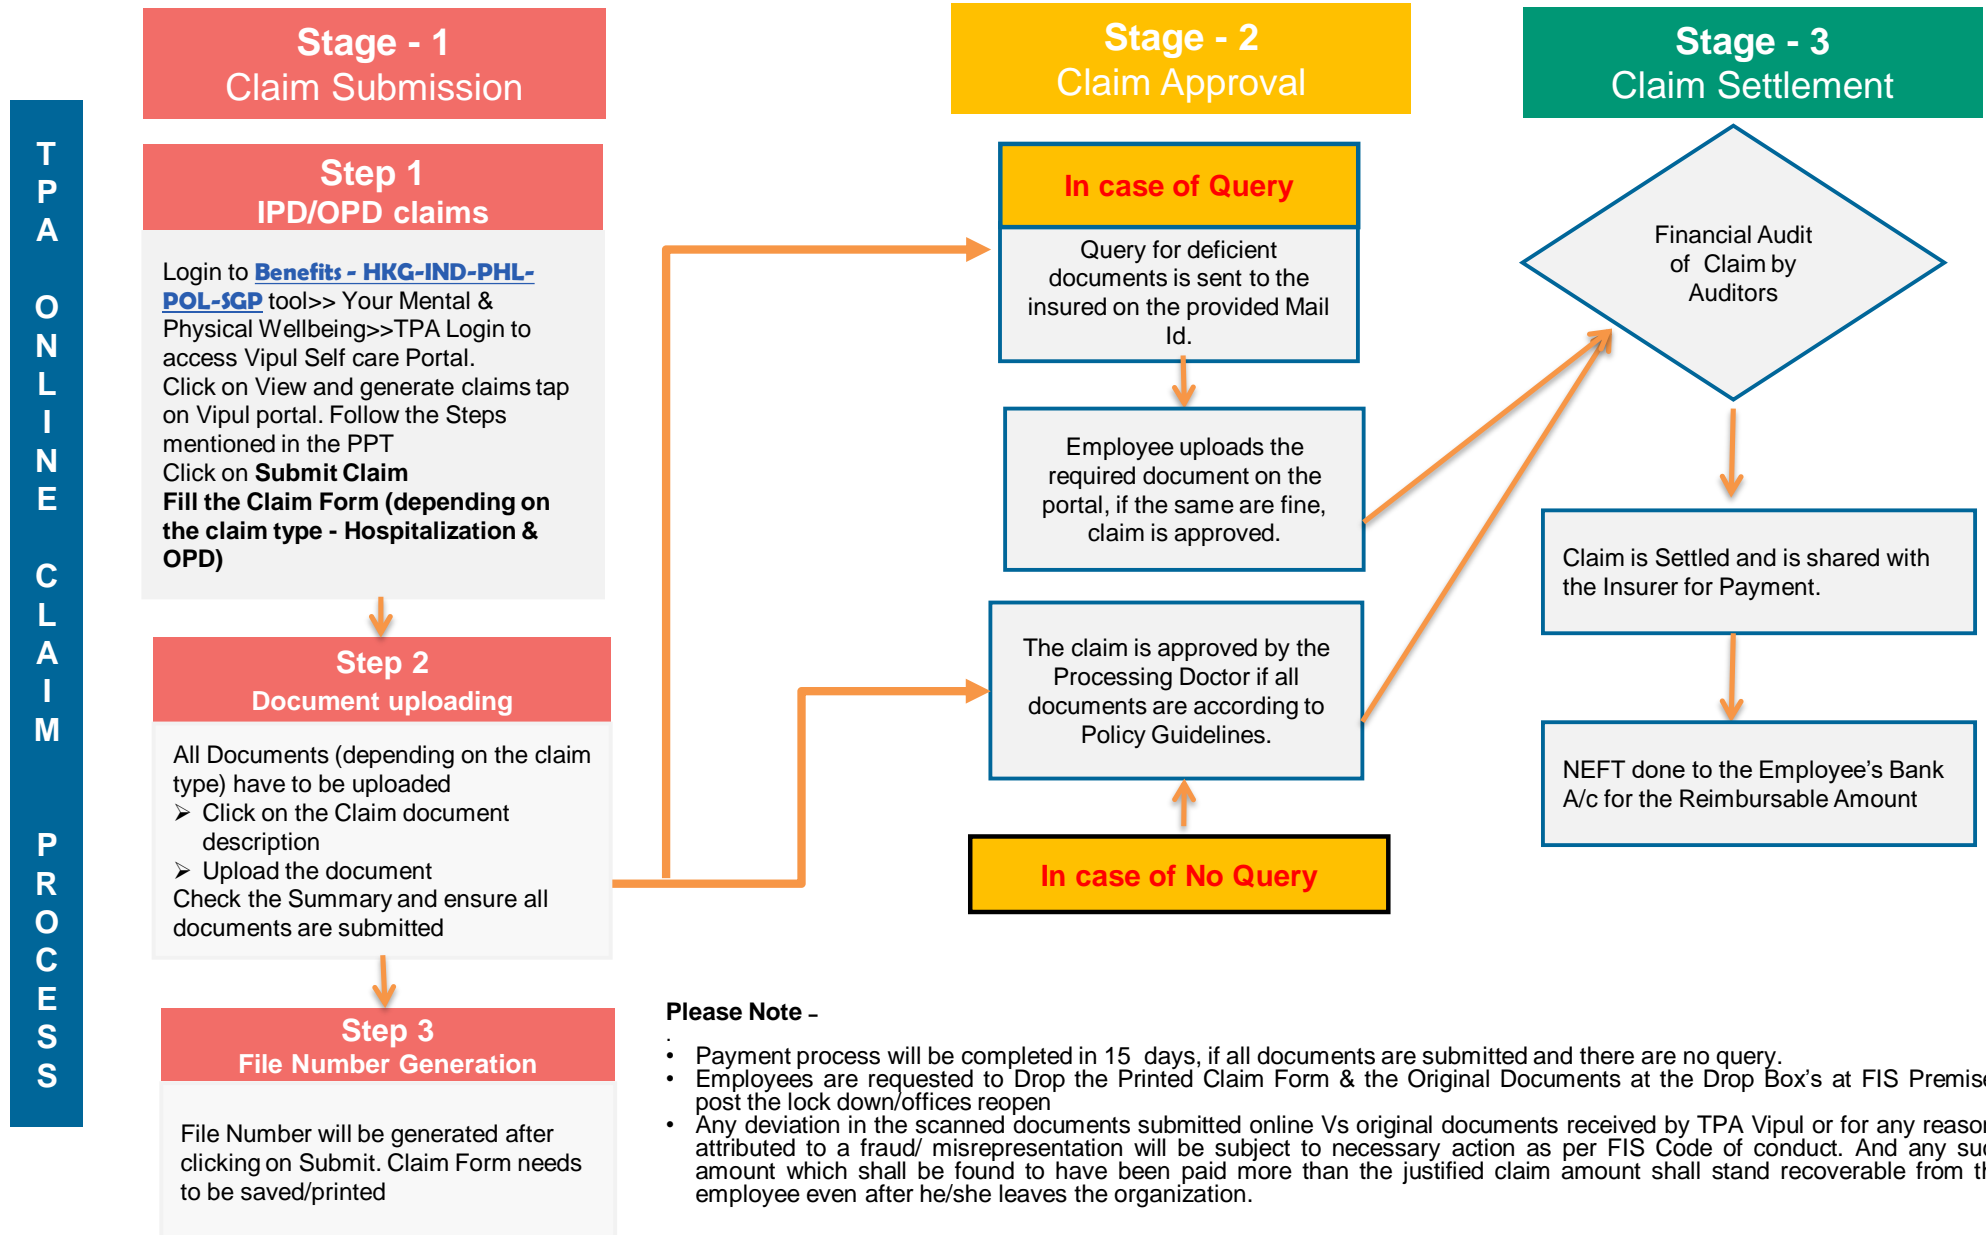 TPA ONLINE CLAIM PROCESS
Stage - 1
Claim Submission
Step 1
IPD/OPD claims
Login to Benefits - HKG-IND-PHL-
POL-SGP tool>> Your Mental &
Physical Wellbeing>>TPA Login to
access Vipul Self care Portal.
Click on View and generate claims tap
on Vipul portal. Follow the Steps
mentioned in the PPT
Click on Submit Claim
Fill the Claim Form (depending on
the claim type - Hospitalization &
OPD)
Step 2
Document uploading
All Documents (depending on the claim
type) have to be uploaded
➢ Click on the Claim document
description
➢ Upload the document
Check the Summary and ensure all
documents are submitted
Step 3
File Number Generation
File Number will be generated after
clicking on Submit. Claim Form needs
to be saved/printed
Stage - 2
Claim Approval
In case of Query
Query for deficient
documents is sent to the
insured on the provided Mail
Id.
Employee uploads the
required document on the
portal, if the same are fine,
claim is approved.
The claim is approved by the
Processing Doctor if all
documents are according to
Policy Guidelines.
In case of No Query
Stage - 3
Claim Settlement
Financial Audit
of Claim by
Auditors
Claim is Settled and is shared with
the Insurer for Payment.
NEFT done to the Employee's Bank
A/c for the Reimbursable Amount
Please Note –
.
• Payment process will be completed in 15 days, if all documents are submitted and there are no query.
• Employees are requested to Drop the Printed Claim Form & the Original Documents at the Drop Box's at FIS Premise
post the lock down/offices reopen
• Any deviation in the scanned documents submitted online Vs original documents received by TPA Vipul or for any reason
attributed to a fraud/ misrepresentation will be subject to necessary action as per FIS Code of conduct. And any suc
amount which shall be found to have been paid more than the justified claim amount shall stand recoverable from th
employee even after he/she leaves the organization.